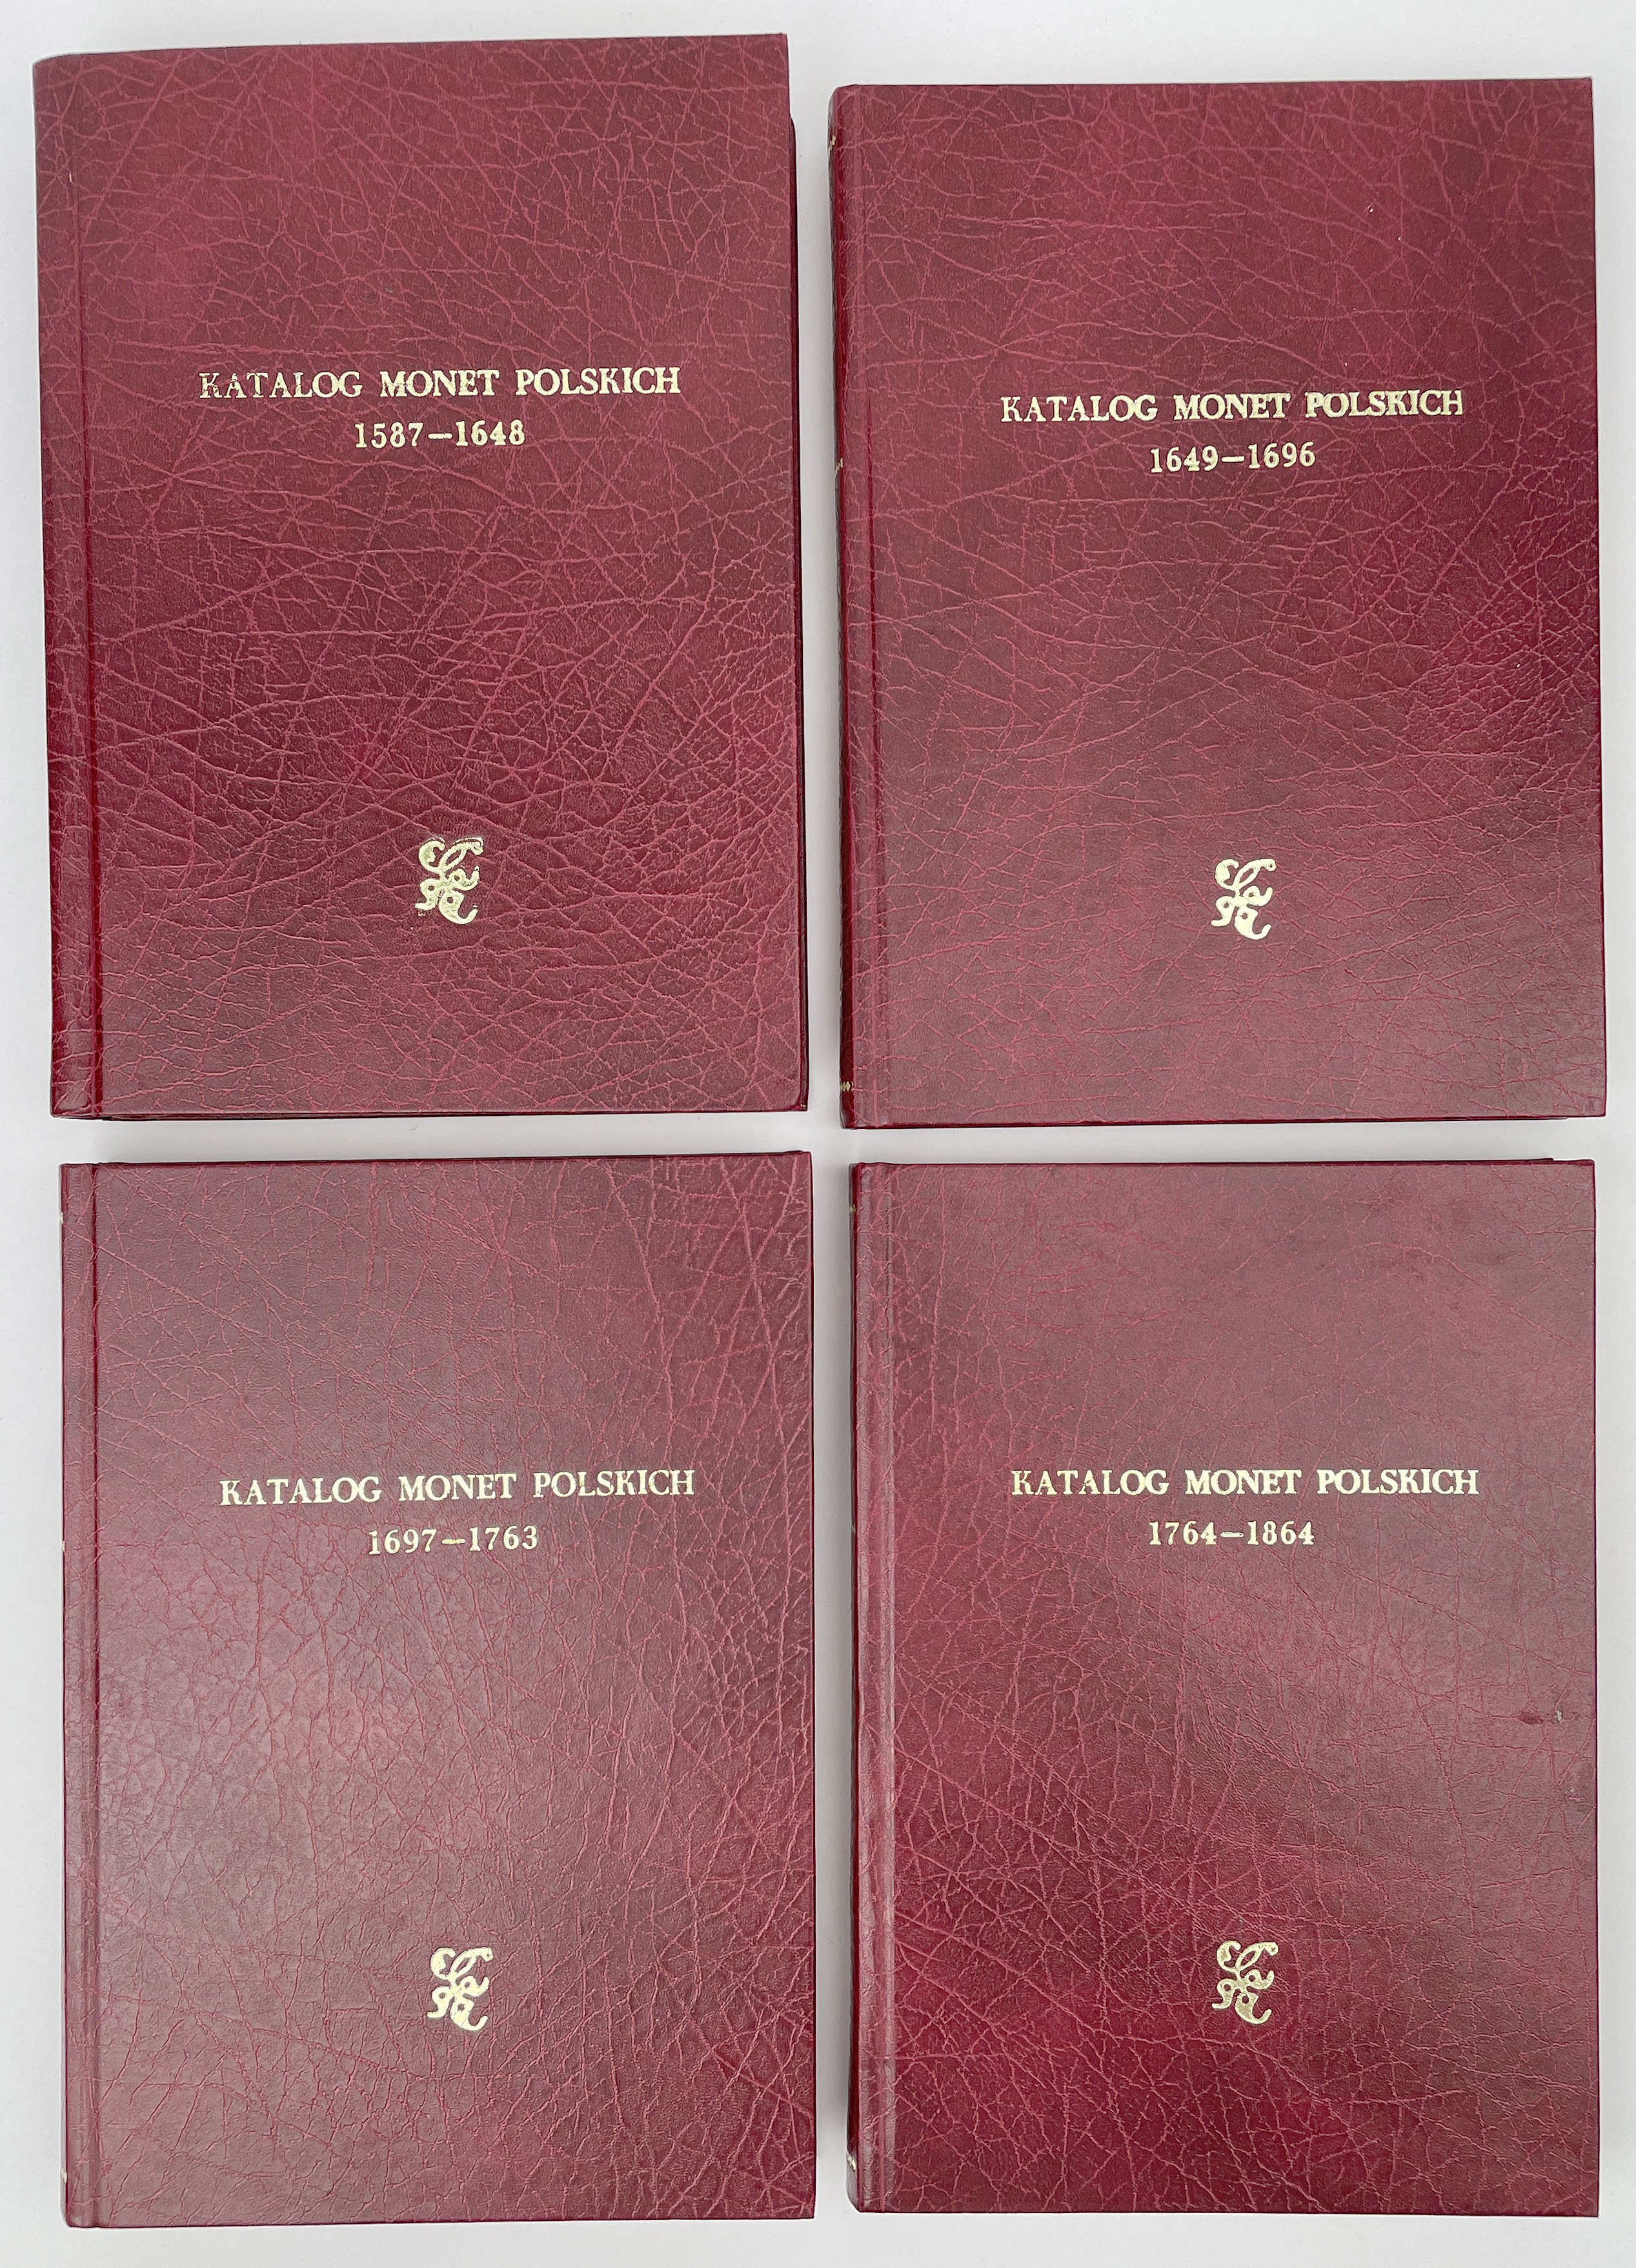 KATALOG MONET POLSKICH
1587–1648
KATALOG MONET POLSKICH
1649–1696
KATALOG MONET POLSKICH
1697–1763
KATALOG MONET POLSKICH
1764–1864